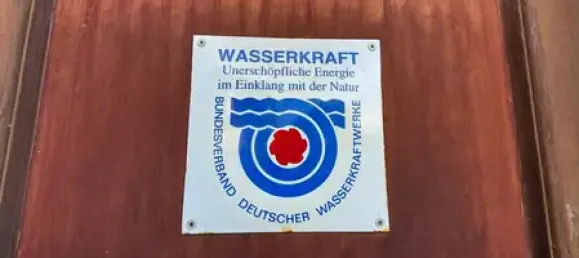 WASSERKRAFT
Unerschöpfliche Energie
im Einklang mit der Natur
BUNDESVERBAND DEUTSCHER WASSERKRAFTWERKE